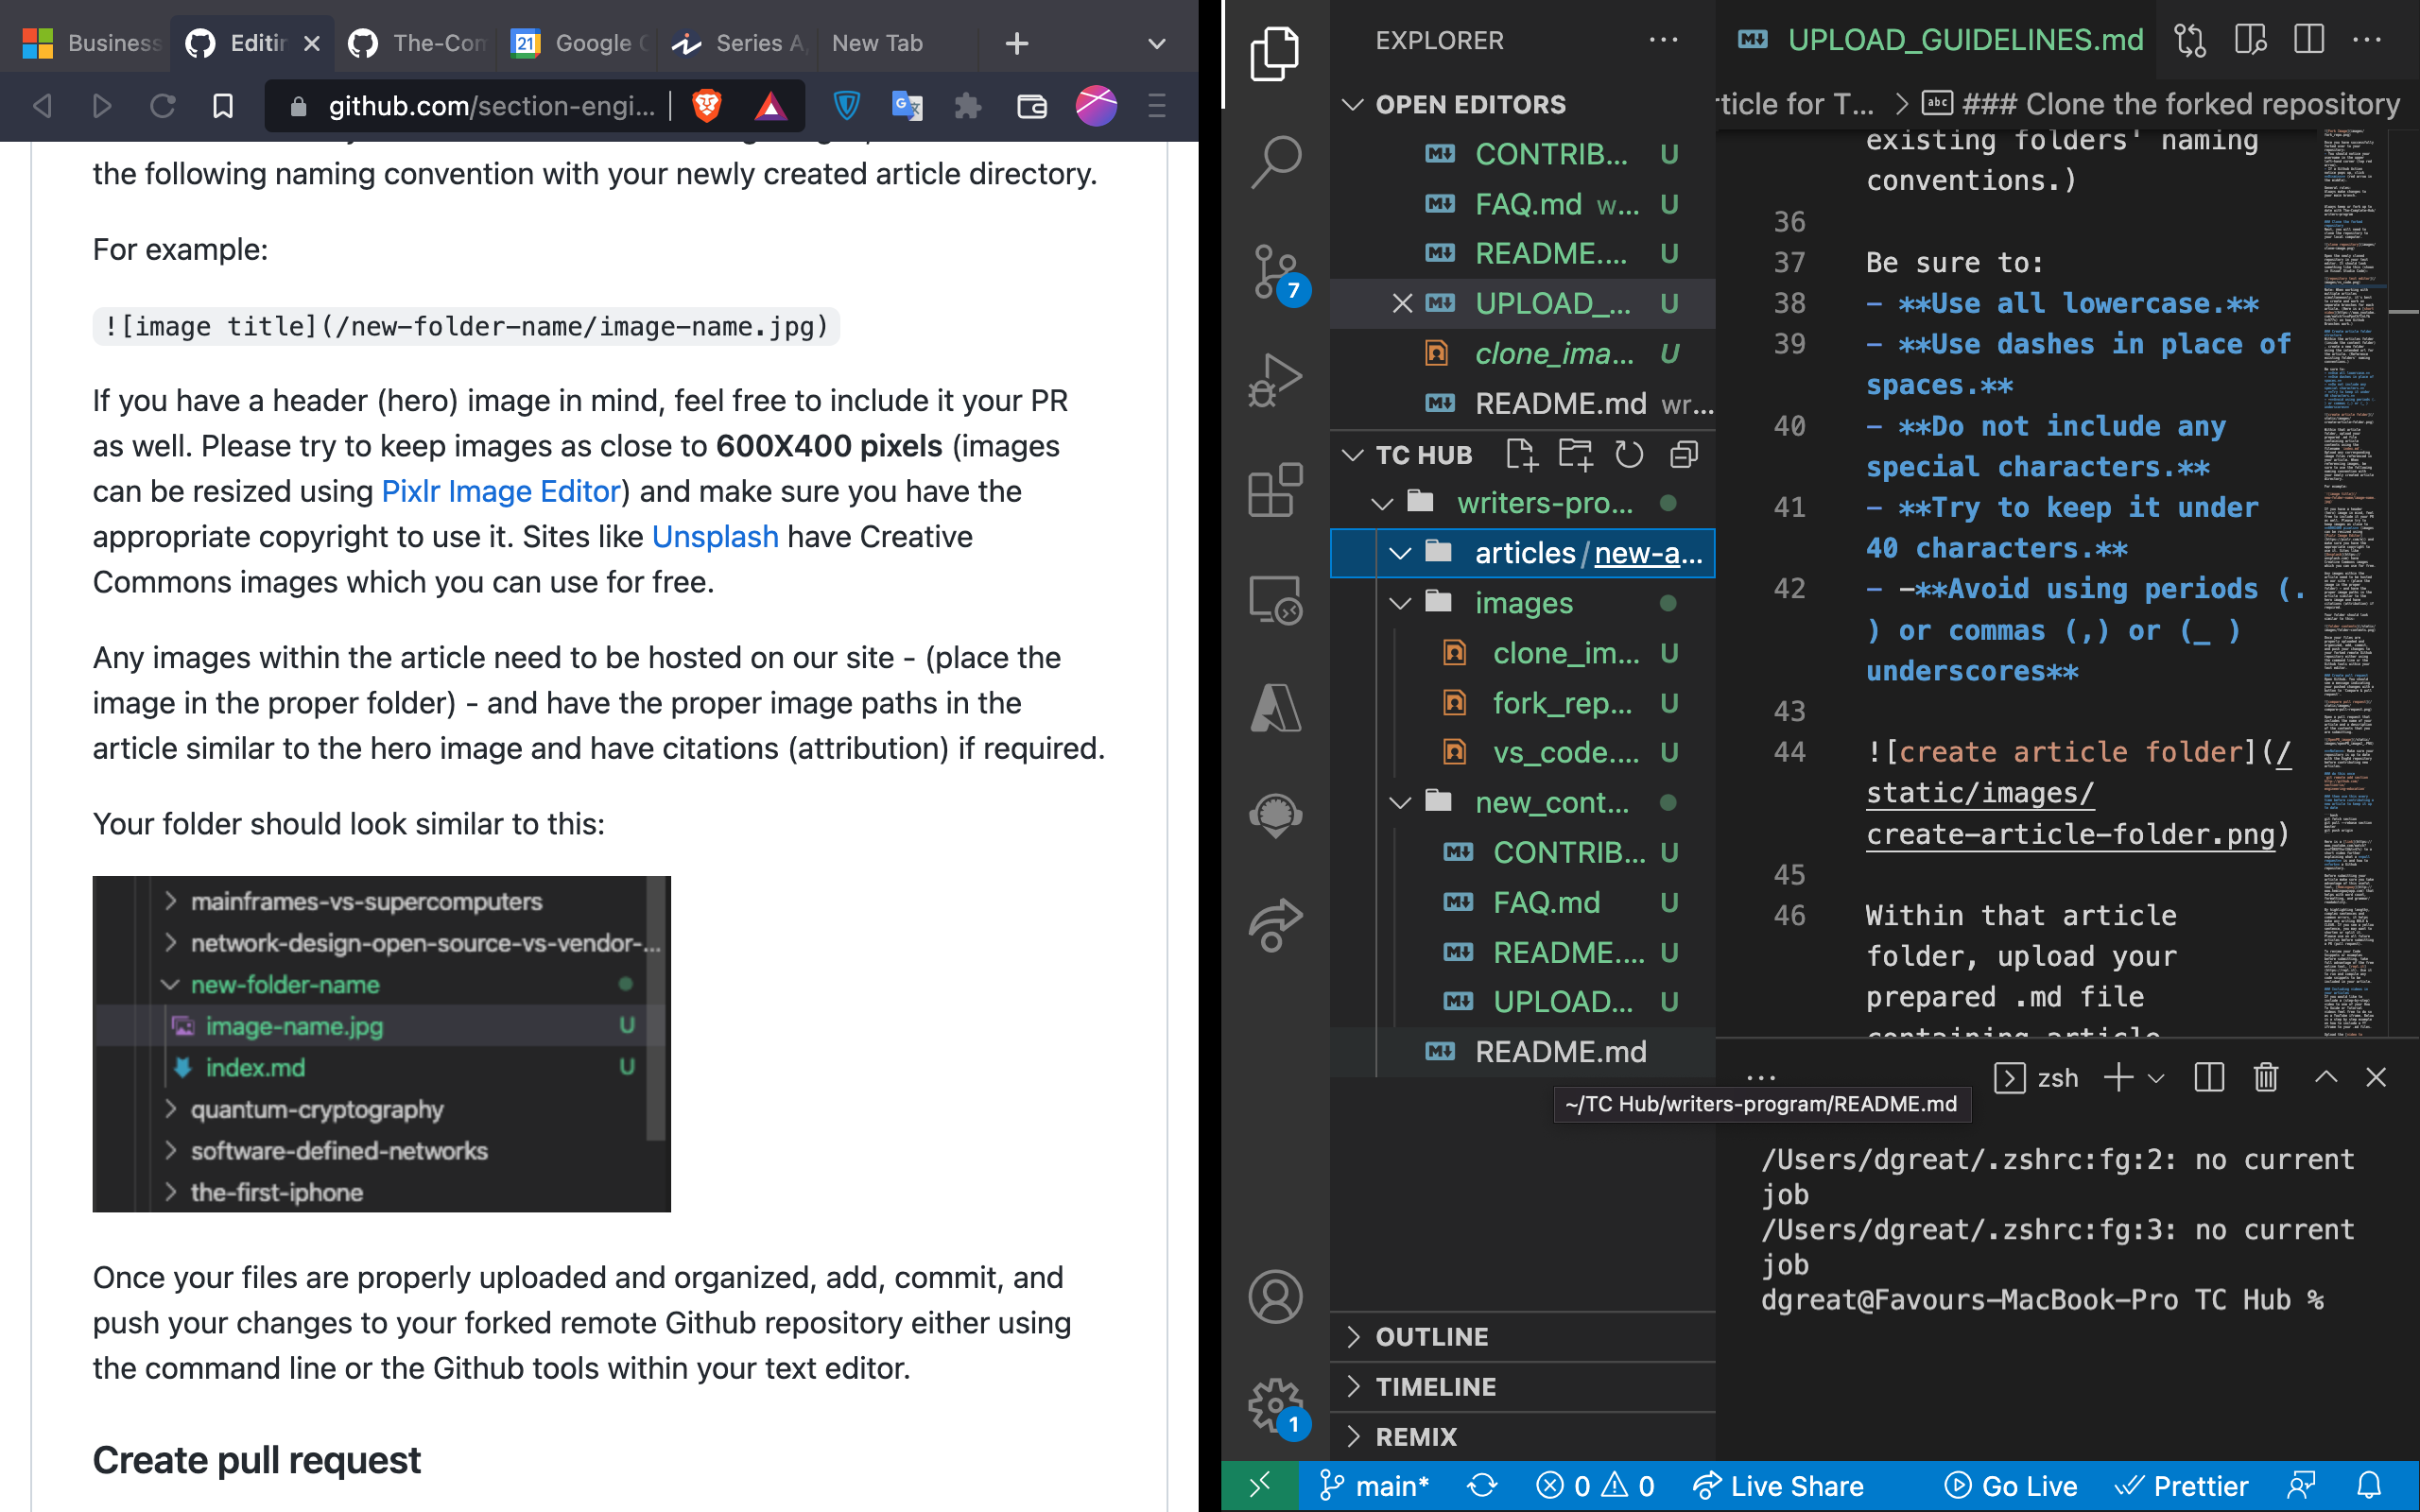 Business
Editin
The-Com
21
Google C
Series A,
New Tab
github.com/section-engi...
the following naming convention with your newly created article directory.
For example:
![image title](/new-folder-name/image-name.jpg)
If you have a header (hero) image in mind, feel free to include it your PR
as well. Please try to keep images as close to 600X400 pixels (images
can be resized using Pixlr Image Editor) and make sure you have the
appropriate copyright to use it. Sites like Unsplash have Creative
Commons images which you can use for free.
Any images within the article need to be hosted on our site - (place the
image in the proper folder) - and have the proper image paths in the
article similar to the hero image and have citations (attribution) if required.
Your folder should look similar to this:
mainframes-vs-supercomputers
network-design-open-source-vs-vendor-...
new-folder-name
image-name.jpg U
index.md U
quantum-cryptography
software-defined-networks
the-first-iphone
Once your files are properly uploaded and organized, add, commit, and
push your changes to your forked remote Github repository either using
the command line or the Github tools within your text editor.
Create pull request
7
1
EXPLORER ...
OPEN EDITORS
CONTRIB... U
FAQ.md w... U
README.... U
UPLOAD_... U
clone_ima... U
README.md wr...
TC HUB
writers-pro...
articles/new-a...
images
clone_im... U
fork_rep... U
vs_code.... U
new_cont...
CONTRIB... U
FAQ.md U
README.... U
UPLOAD... U
README.md
~/TC Hub/writers-program/README.md
OUTLINE
TIMELINE
REMIX
UPLOAD_GUIDELINES.md
rticle for T... > ### Clone the forked repository
existing folders' naming
conventions.)
36
37 Be sure to:
38 - **Use all lowercase.**
39 - **Use dashes in place of
spaces.**
40 - **Do not include any
special characters.**
41 - **Try to keep it under
40 characters.**
42 - -**Avoid using periods (.
) or commas (,) or (_ )
underscores**
43
44 ![create article folder](/
static/images/
create-article-folder.png)
45
46 Within that article
folder, upload your
prepared .md file
containing article
... zsh
/Users/dgreat/.zshrc:fg:2: no current
job
/Users/dgreat/.zshrc:fg:3: no current
job
dgreat@Favours-MacBook-Pro TC Hub %
main* 0 0 Live Share Go Live Prettier